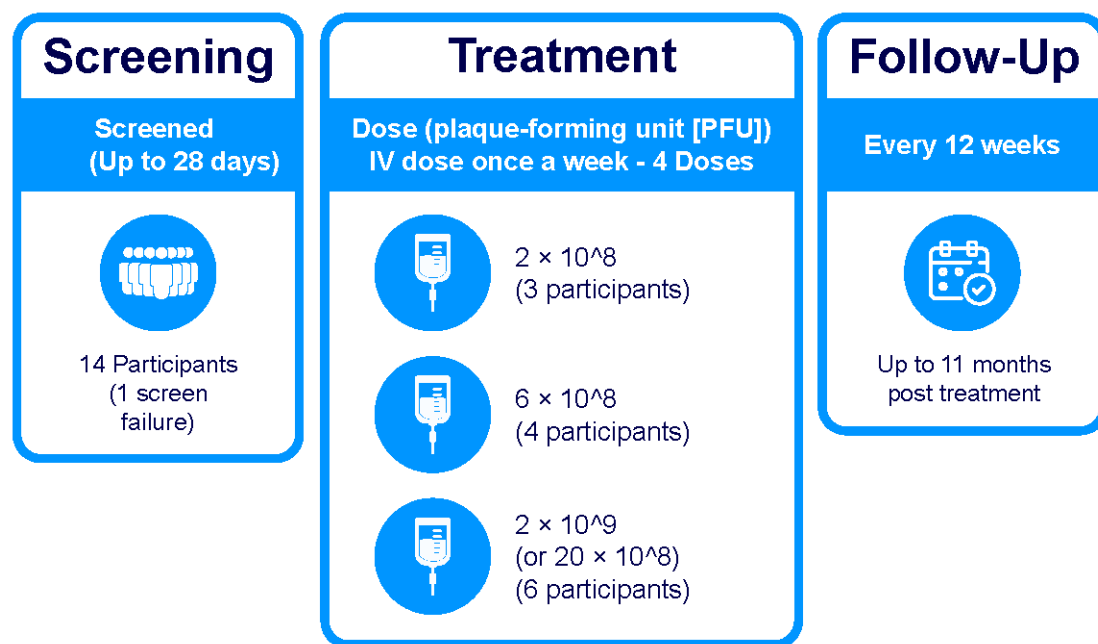 Screening
Screened
(Up to 28 days)
14 Participants
(1 screen
failure)
Treatment
Dose (plaque-forming unit [PFU])
IV dose once a week - 4 Doses
2 × 10^8
(3 participants)
6 × 10^8
(4 participants)
2 × 10^9
(or 20 × 10^8)
(6 participants)
Follow-Up
Every 12 weeks
Up to 11 months
post treatment